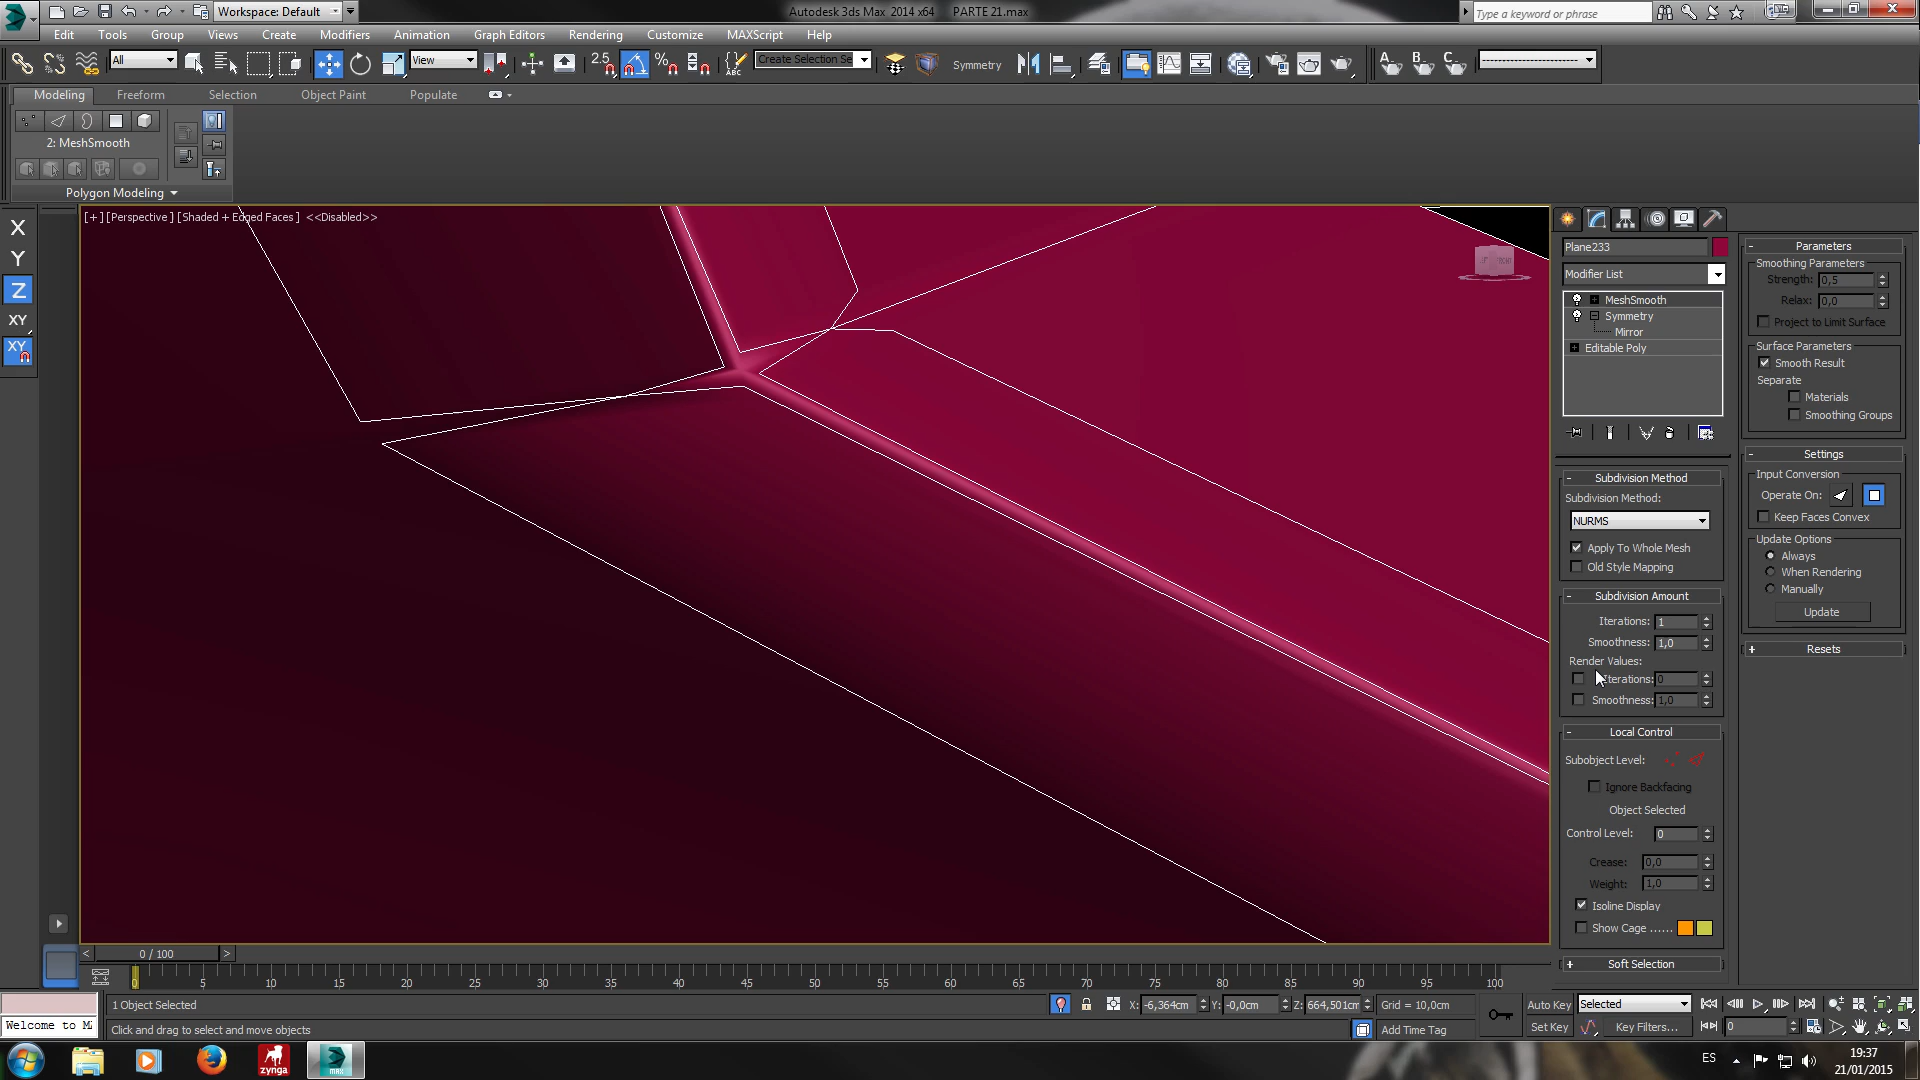 Workspace: Default
Autodesk 3ds Max 2014 x64 PARTE 21.max
Type a keyword or phrase
Edit Tools Group Views Create Modifiers Animation Graph Editors Rendering Customize MAXScript Help
All View 2.5 Create Selection Se Symmetry
Modeling Freeform Selection Object Paint Populate
2: MeshSmooth
Polygon Modeling
X
Y
Z
XY
XY
[+] [Perspective ] [Shaded + Edged Faces ] <<Disabled>>
Plane233
Modifier List
MeshSmooth
Symmetry
Mirror
Editable Poly
- Subdivision Method
Subdivision Method:
NURMS
Apply To Whole Mesh
Old Style Mapping
- Subdivision Amount
Iterations: 1
Smoothness: 1,0
Render Values:
Iterations: 0
Smoothness: 1,0
- Local Control
Subobject Level:
Ignore Backfacing
Object Selected
Control Level: 0
Crease: 0,0
Weight: 1,0
Isoline Display
Show Cage ......
+ Soft Selection
- Parameters
Smoothing Parameters
Strength: 0,5
Relax: 0,0
Project to Limit Surface
Surface Parameters
Smooth Result
Separate
Materials
Smoothing Groups
- Settings
Input Conversion
Operate On:
Keep Faces Convex
Update Options
Always
When Rendering
Manually
Update
+ Resets
< 0 / 100 >
0 5 10 15 20 25 30 35 40 45 50 55 60 65 70 75 80 85 90 95 100
1 Object Selected X: -6,364cm Y: -0,0cm Z: 664,501cm Grid = 10,0cm Auto Key Selected
Welcome to M Click and drag to select and move objects Add Time Tag Set Key Key Filters... 0
zynga MAX ES 19:37
21/01/2015